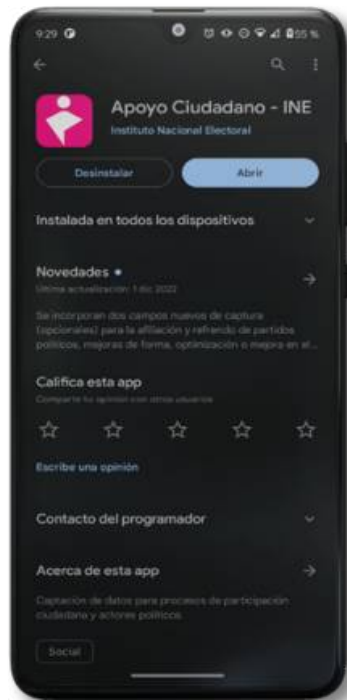 9:29
55 %
Apoyo Ciudadano - INE
Instituto Nacional Electoral
Desinstalar
Abrir
Instalada en todos los dispositivos
Novedades
Última actualización: 1 dic 2022
Se incorporan dos campos nuevos de captura
(opcionales) para la afiliación y refrendo de partidos
políticos, mejoras de forma, optimización o mejora en el...
Califica esta app
Comparte tu opinión con otros usuarios
Escribe una opinión
Contacto del programador
Acerca de esta app
Captación de datos para procesos de participación
ciudadana y actores políticos
Social